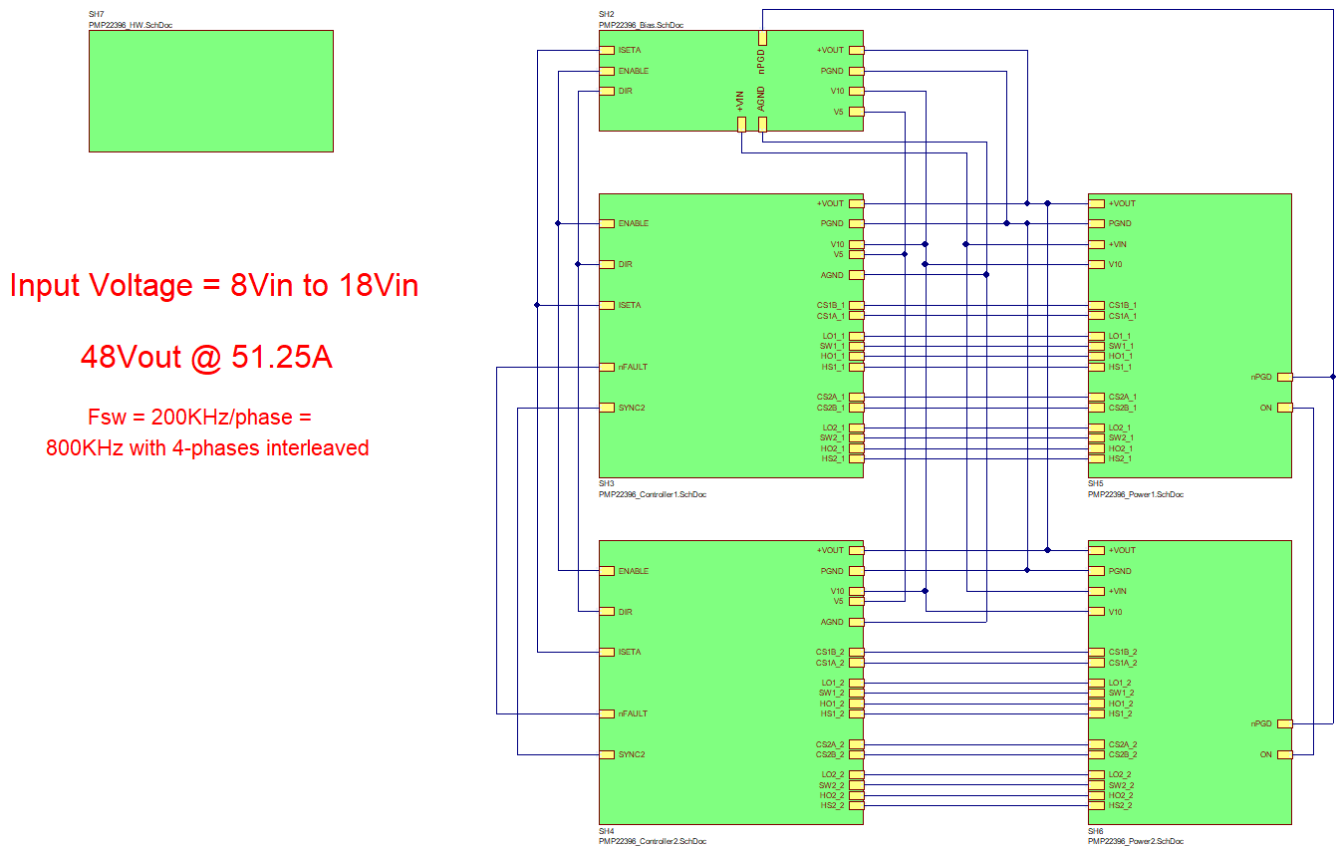 SH7
PMP22396_HW.SchDoc
Input Voltage = 8Vin to 18Vin
48Vout @ 51.25A
Fsw = 200KHz/phase =
800KHz with 4-phases interleaved
SH2
PMP22396_Bias.SchDoc
ISETA
ENABLE
DIR
nPGD
+VIN
AGND
+VOUT
PGND
V10
V5
ENABLE
DIR
ISETA
nFAULT
SYNC2
+VOUT
PGND
V10
V5
AGND
CS1B_1
CS1A_1
LO1_1
SW1_1
HO1_1
HS1_1
CS2A_1
CS2B_1
LO2_1
SW2_1
HO2_1
HS2_1
SH3
PMP22396_Controller1.SchDoc
+VOUT
PGND
+VIN
V10
CS1B_1
CS1A_1
LO1_1
SW1_1
HO1_1
HS1_1
CS2A_1
CS2B_1
LO2_1
SW2_1
HO2_1
HS2_1
nPGD
ON
SH5
PMP22396_Power1.SchDoc
ENABLE
DIR
ISETA
nFAULT
SYNC2
+VOUT
PGND
V10
V5
AGND
CS1B_2
CS1A_2
LO1_2
SW1_2
HO1_2
HS1_2
CS2A_2
CS2B_2
LO2_2
SW2_2
HO2_2
HS2_2
SH4
PMP22396_Controller2.SchDoc
+VOUT
PGND
+VIN
V10
CS1B_2
CS1A_2
LO1_2
SW1_2
HO1_2
HS1_2
CS2A_2
CS2B_2
LO2_2
SW2_2
HO2_2
HS2_2
nPGD
ON
SH6
PMP22396_Power2.SchDoc